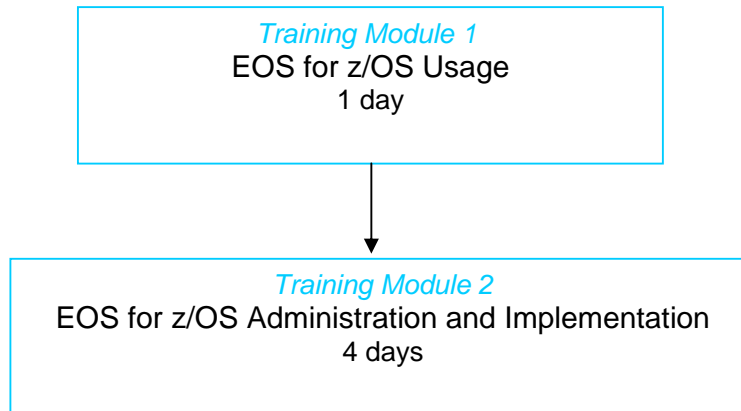 Training Module 1
EOS for z/OS Usage
1 day
Training Module 2
EOS for z/OS Administration and Implementation
4 days